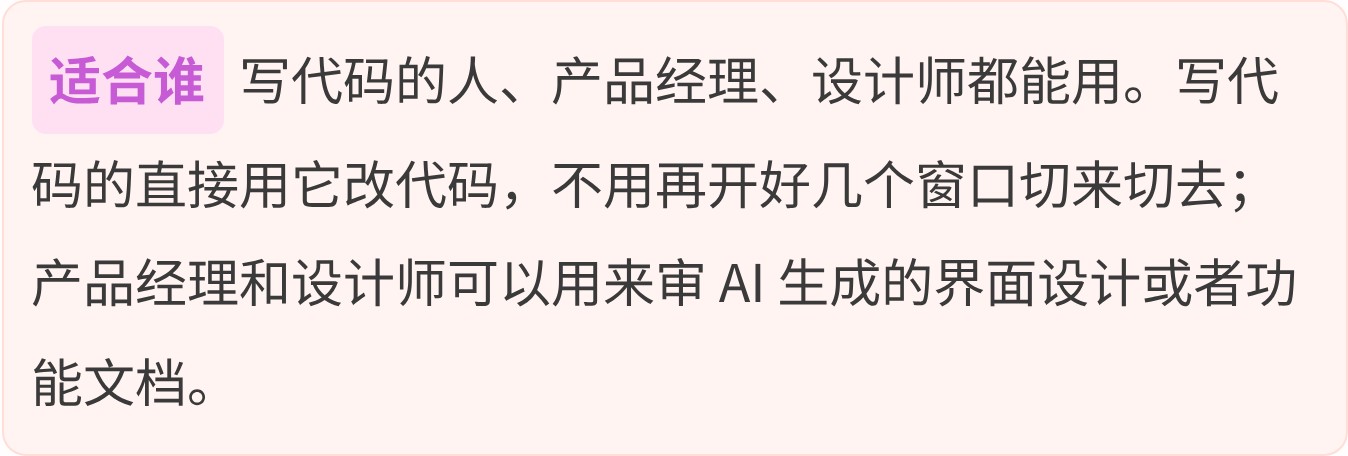 适合谁 写代码的人、产品经理、设计师都能用。写代
码的直接用它改代码，不用再开好几个窗口切来切去；
产品经理和设计师可以用来审 AI 生成的界面设计或者功
能文档。